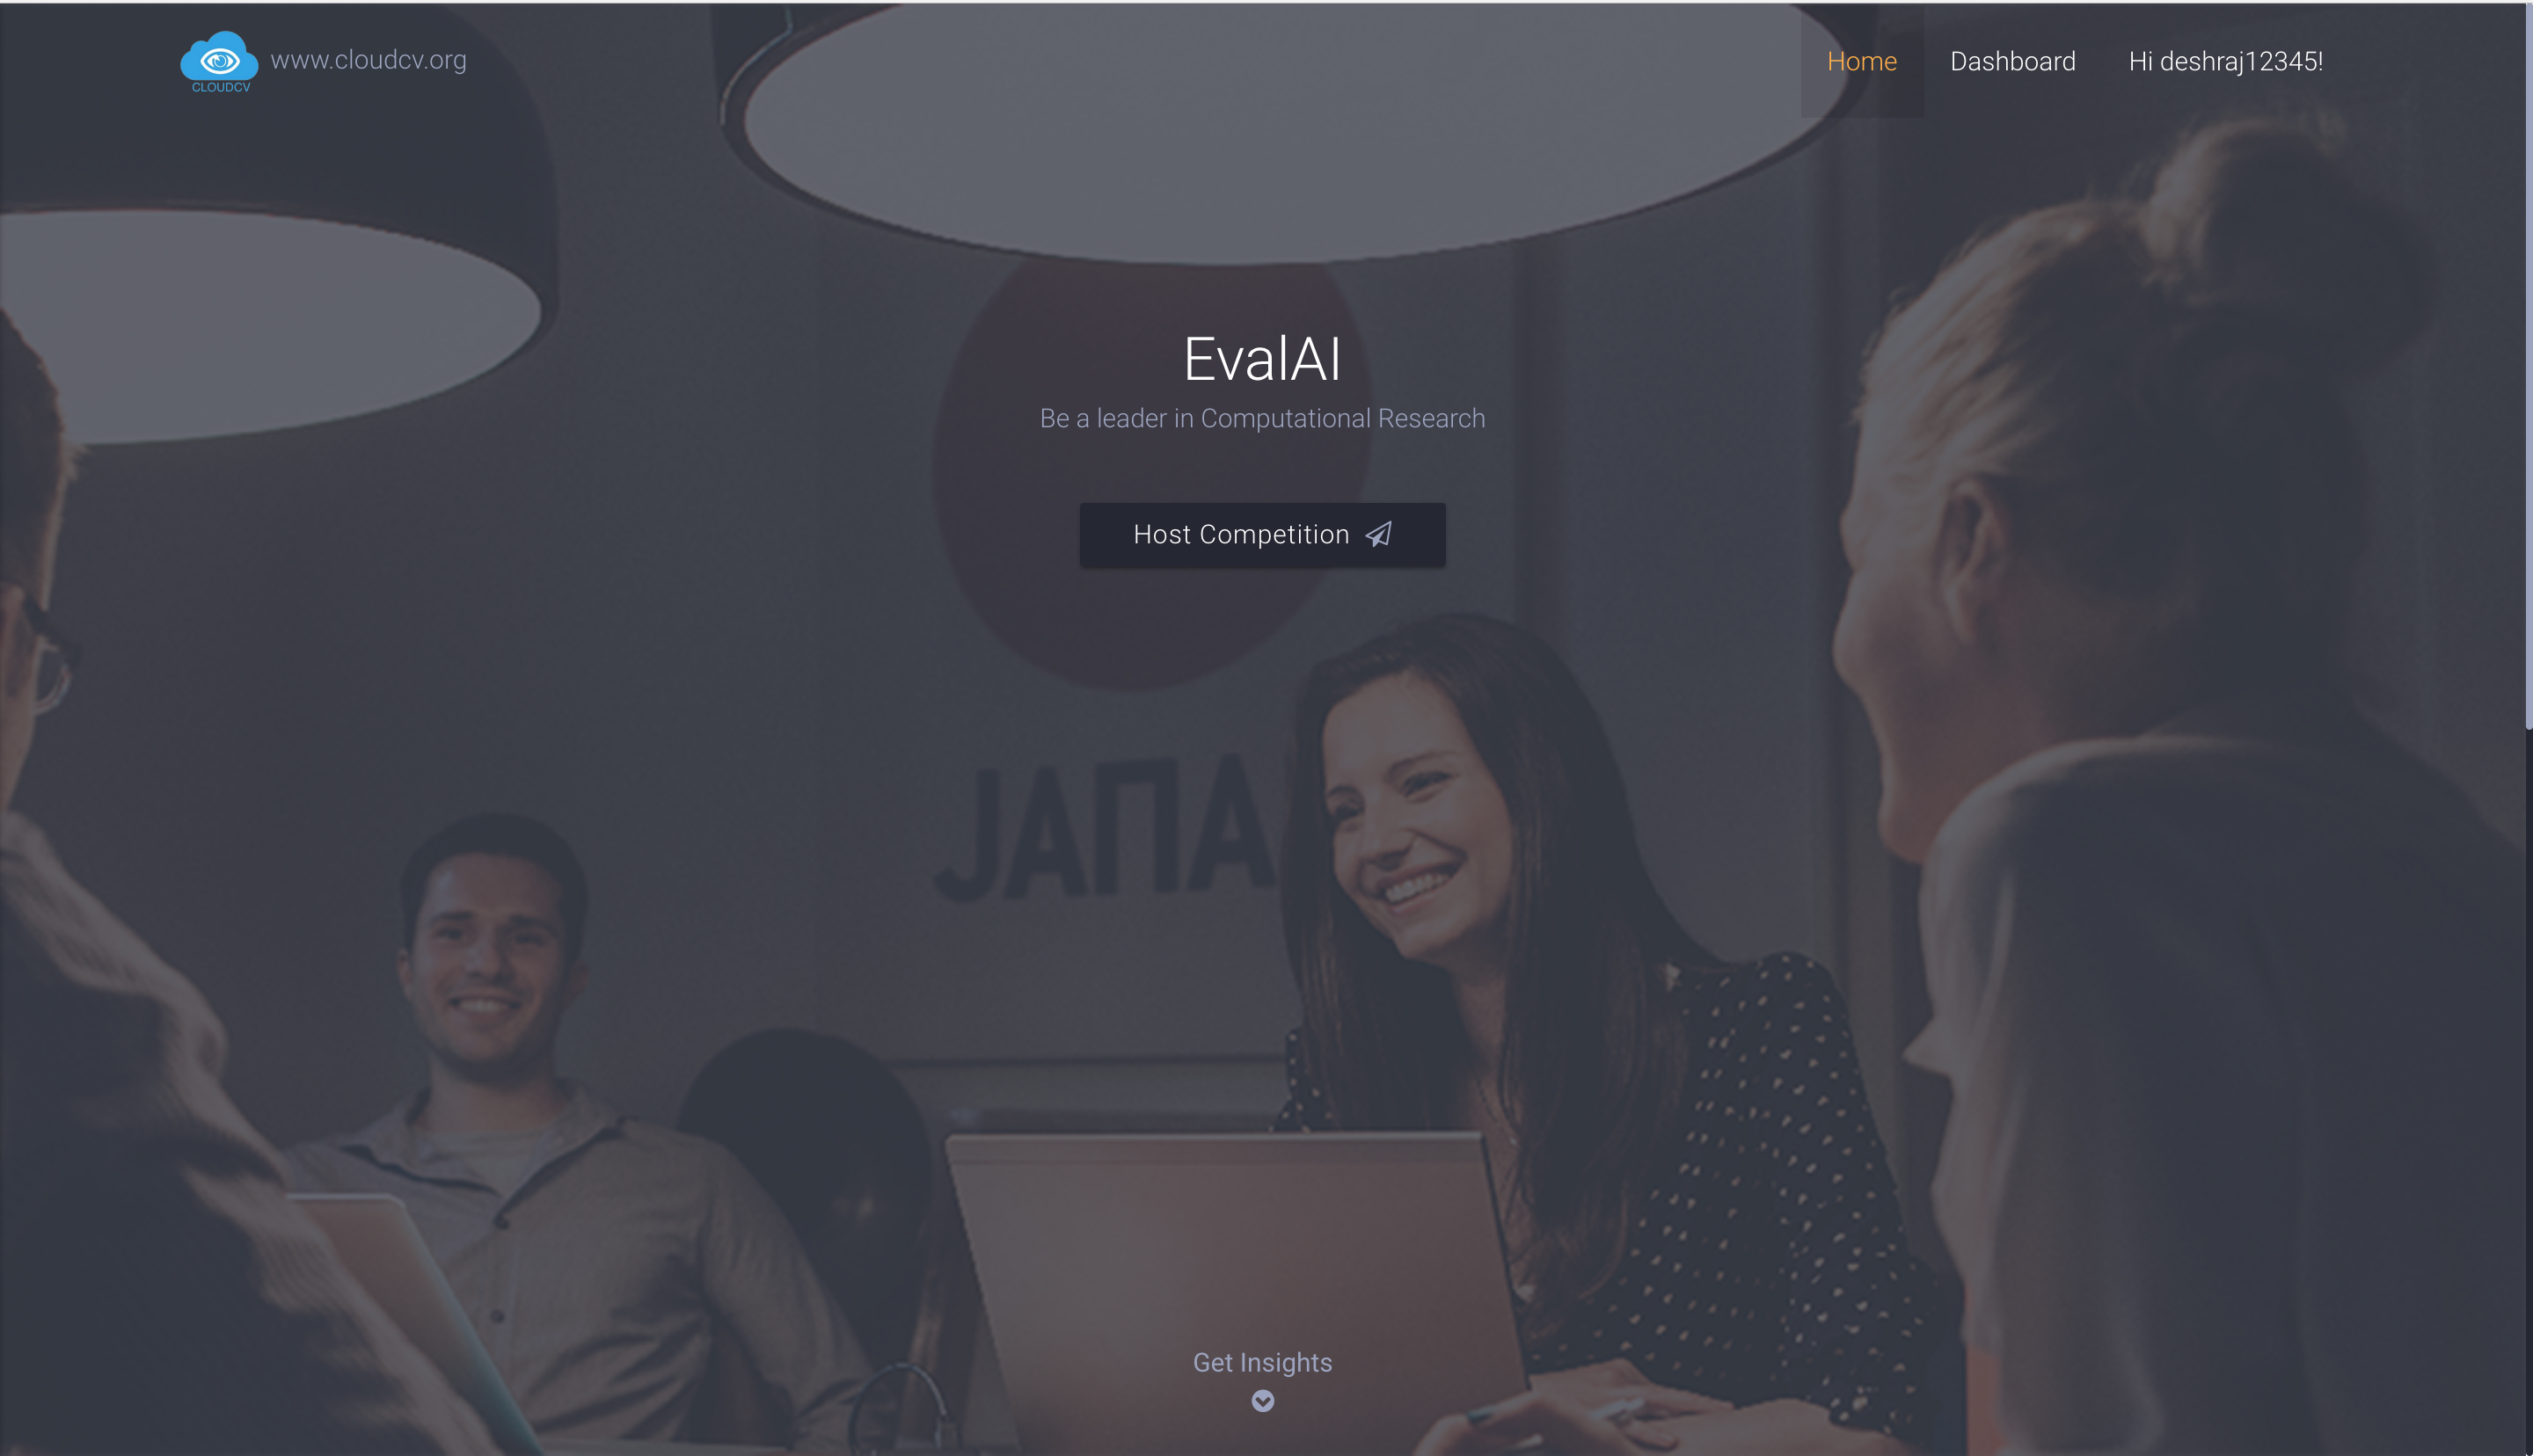 www.cloudcv.org
CLOUDCV
Home Dashboard Hi deshraj12345!
EvalAI
Be a leader in Computational Research
Host Competition
JAПA
Get Insights